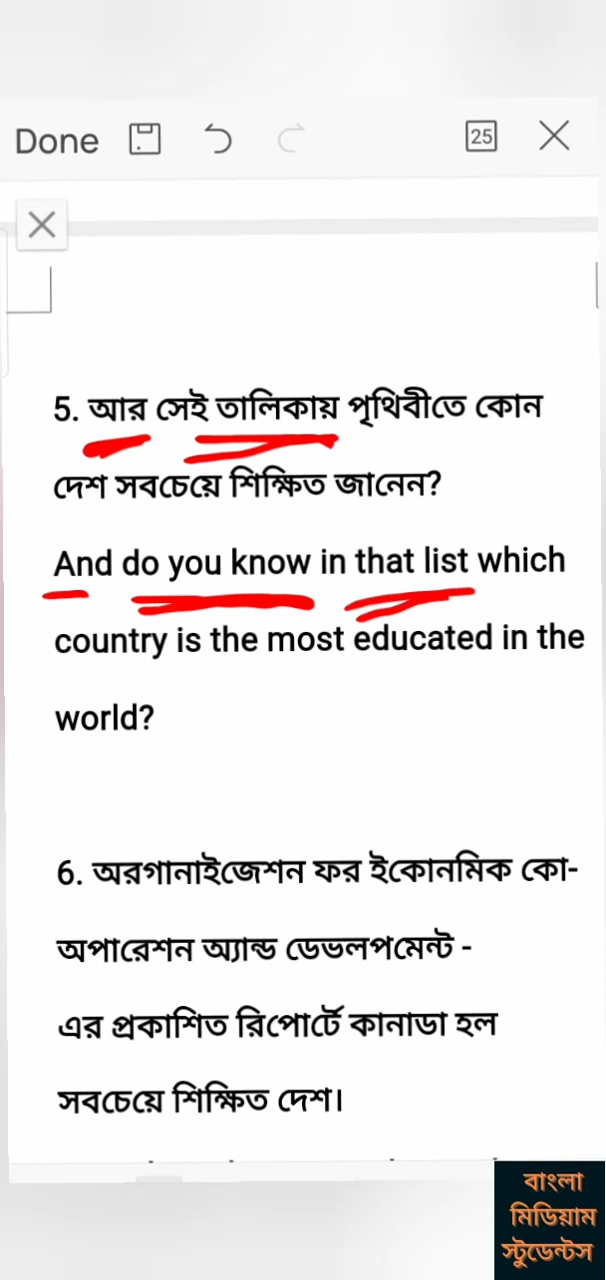 Done
25
5. আর সেই তালিকায় পৃথিবীতে কোন
দেশ সবচেয়ে শিক্ষিত জানেন?
And do you know in that list which
country is the most educated in the
world?
6. অরগানাইজেশন ফর ইকোনমিক কো-
অপারেশন অ্যান্ড ডেভলপমেন্ট -
এর প্রকাশিত রিপোর্টে কানাডা হল
সবচেয়ে শিক্ষিত দেশ।
বাংলা
মিডিয়াম
স্টুডেন্টস